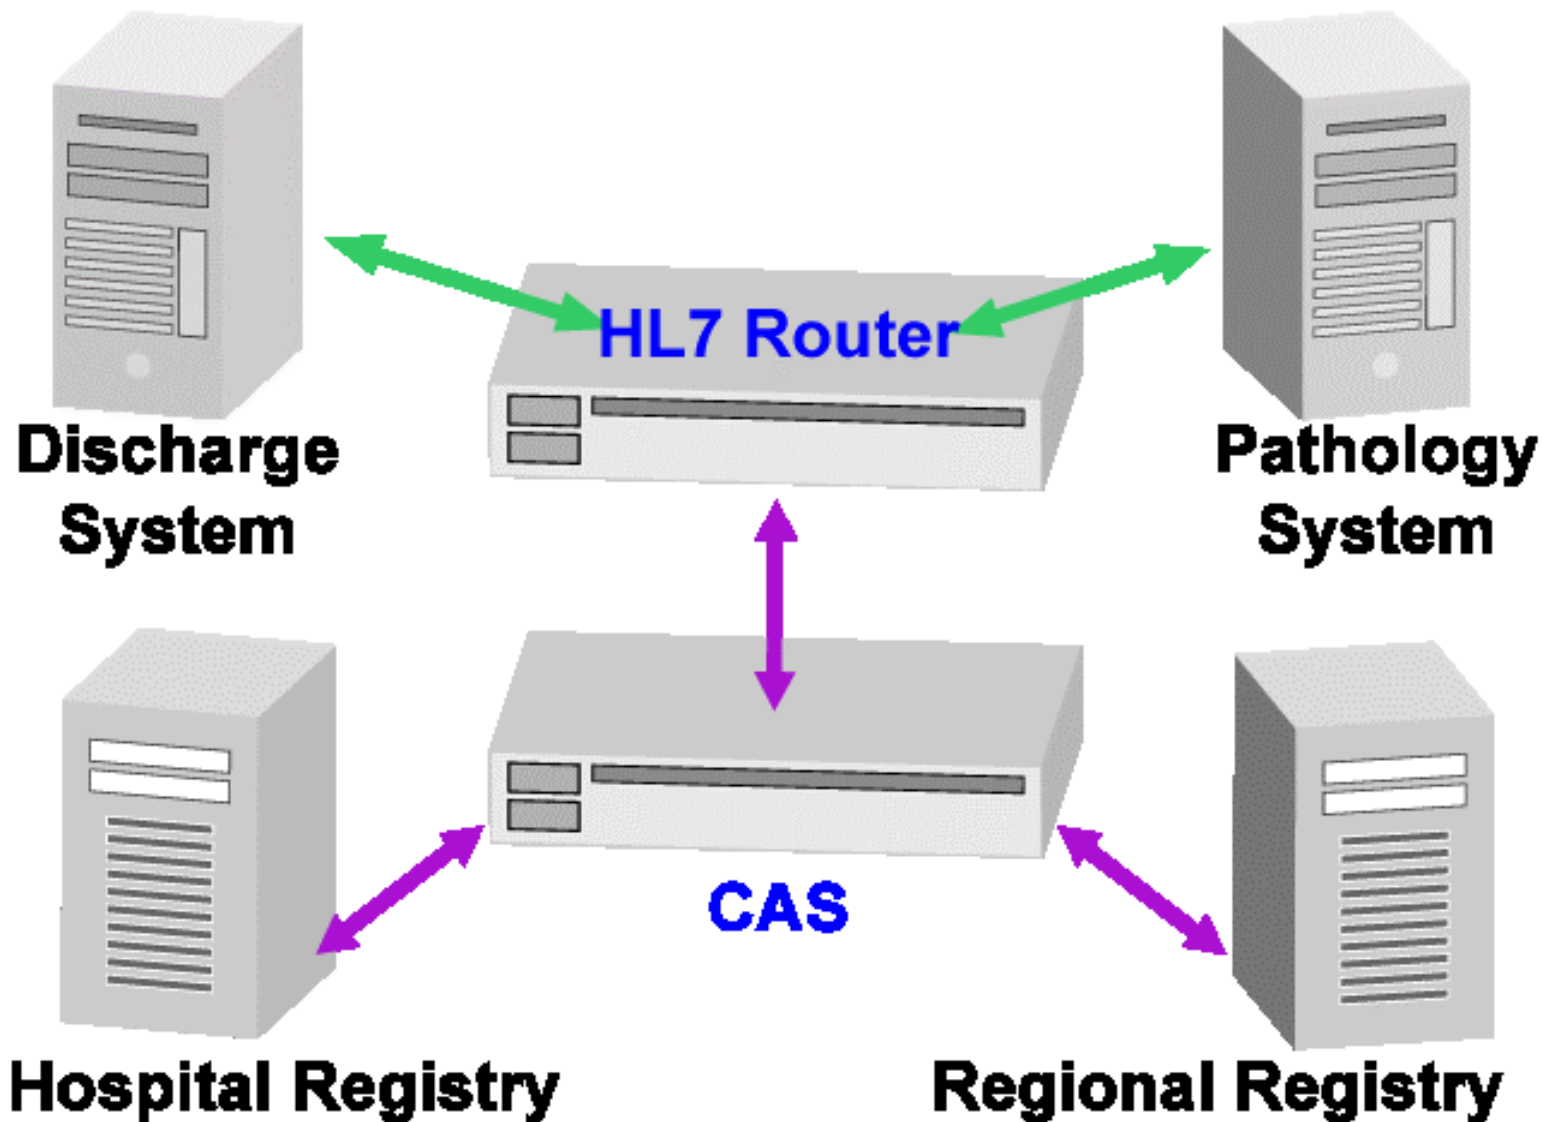 HL7 Router
Discharge
System
Pathology
System
CAS
Hospital Registry
Regional Registry